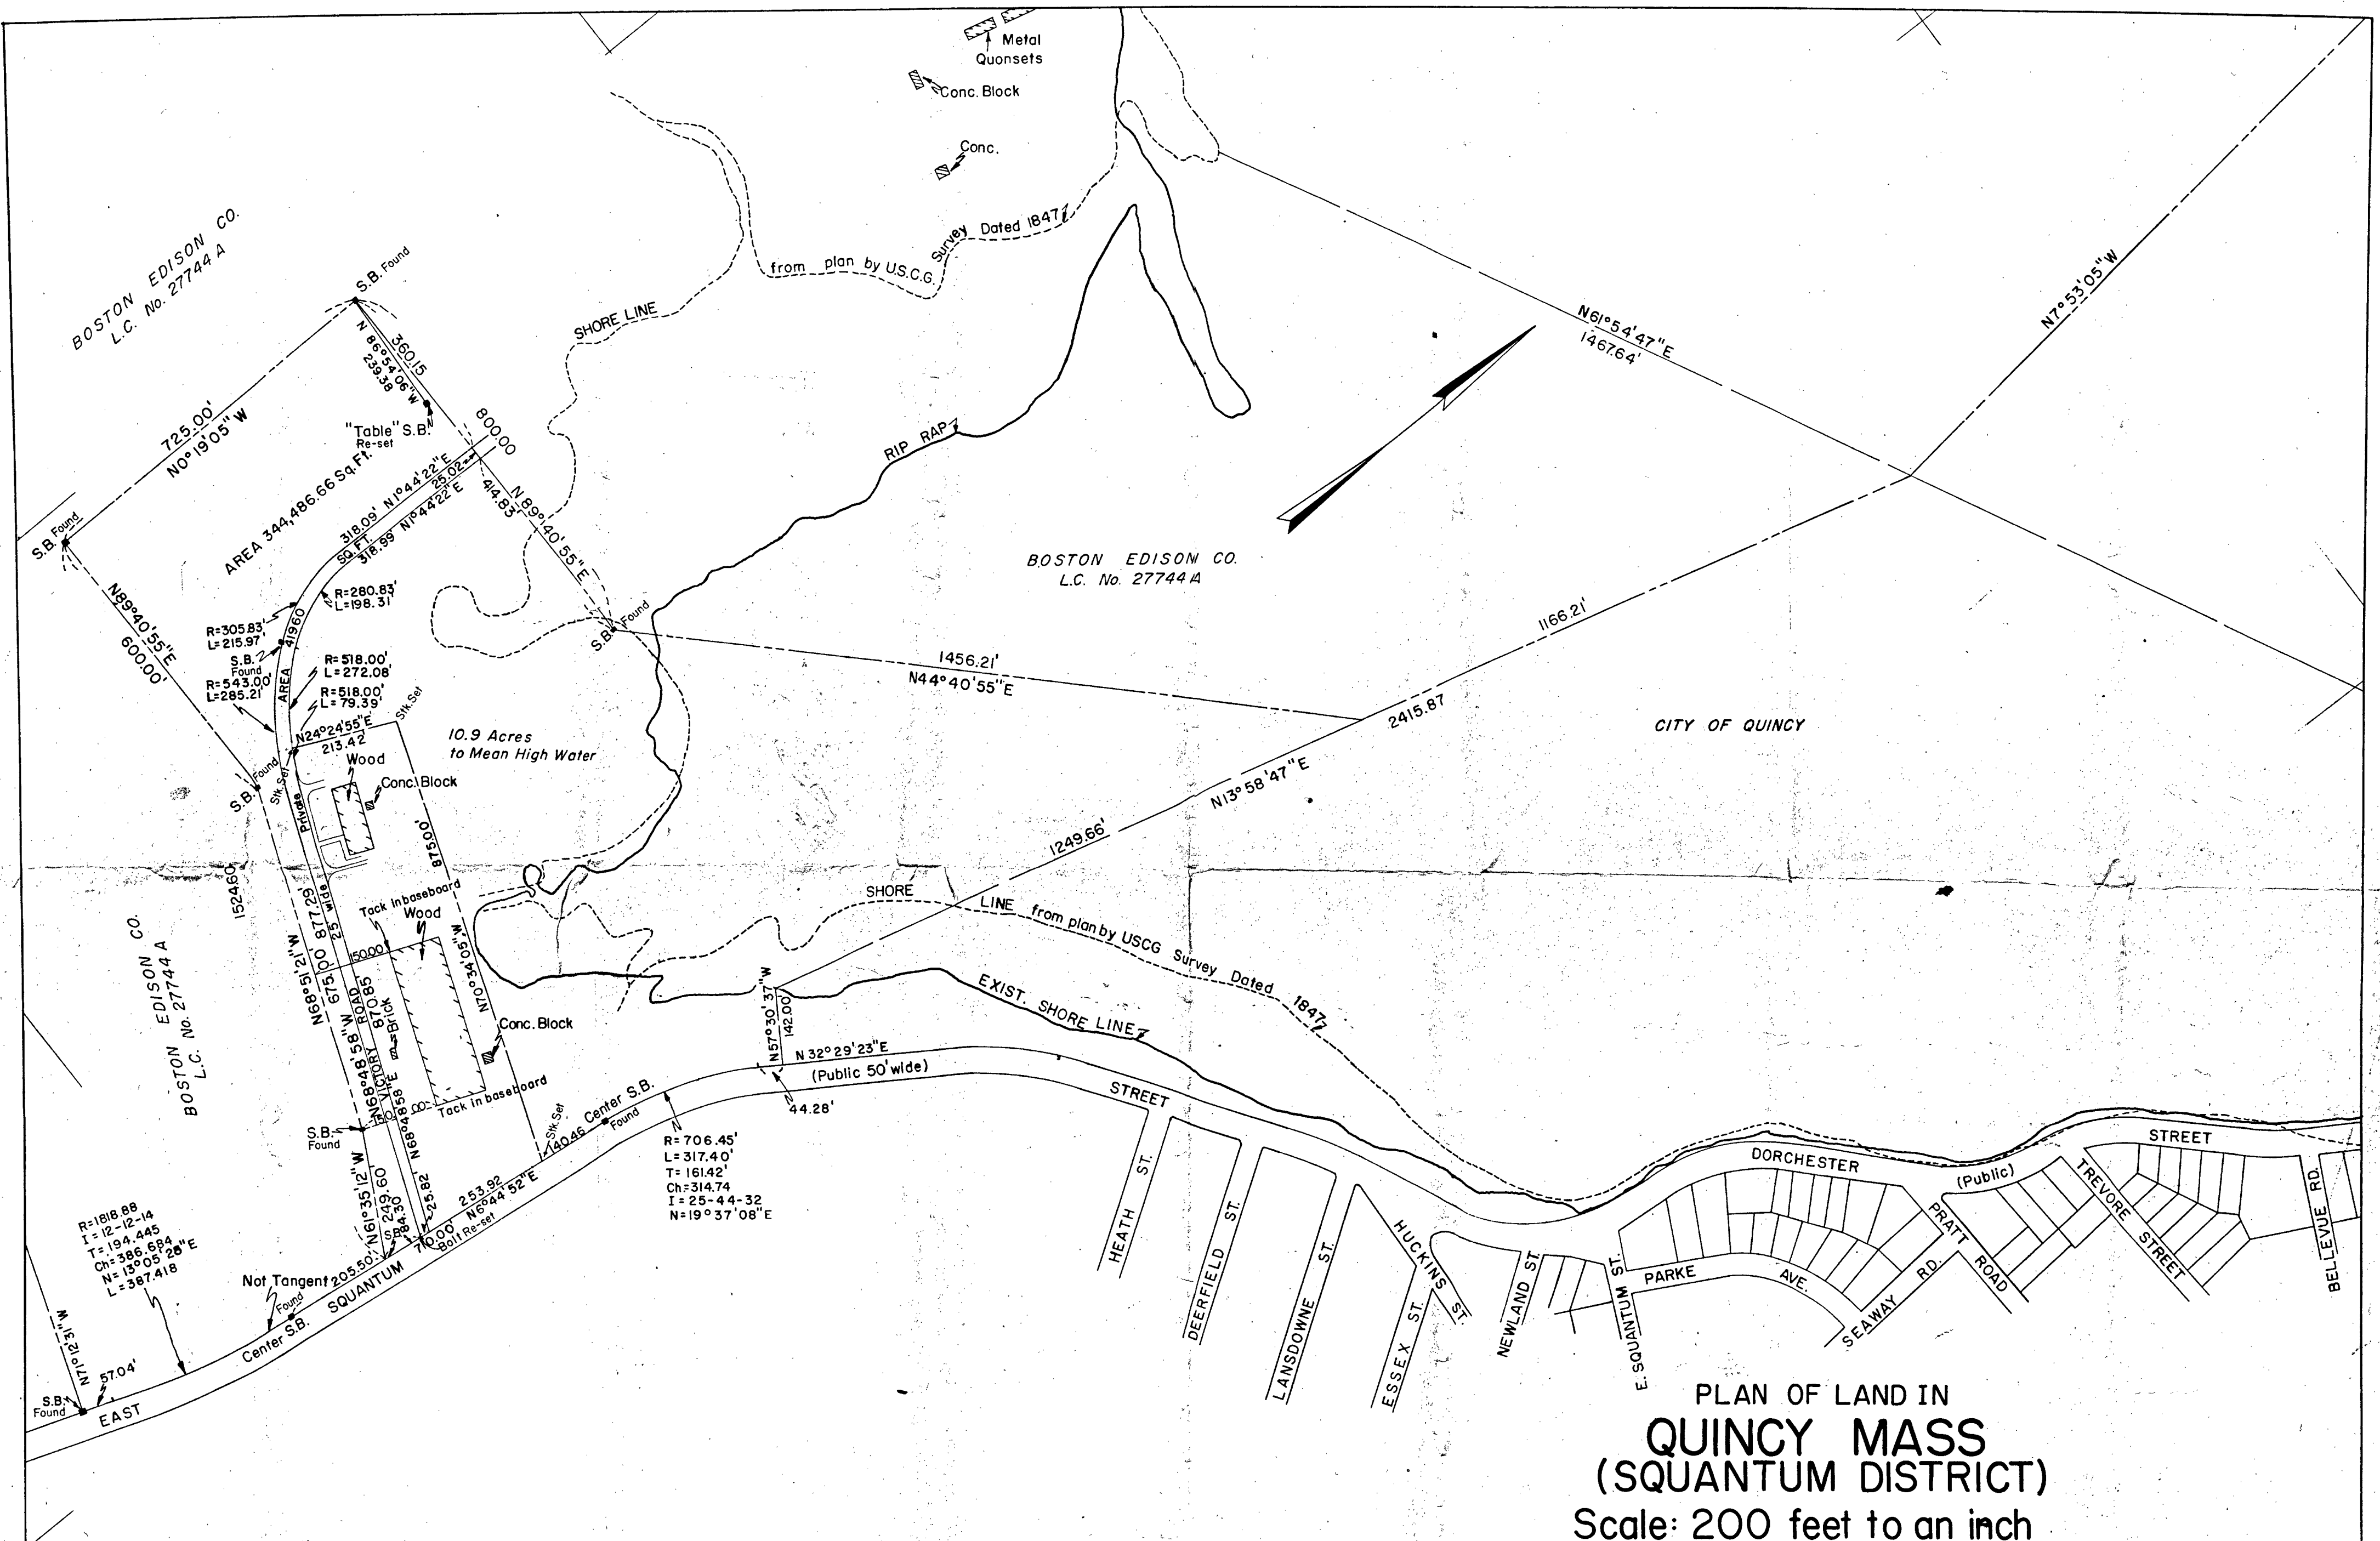 Metal
Quonsets
Conc. Block
Conc.
Survey Dated 1847
from plan by U.S.C.G.
SHORE LINE
BOSTON EDISON CO.
L.C. No. 27744 A
S.B. Found
360.15
N 86°54'06"W
239.38
"Table" S.B.
Re-set
725.00'
N0°19'05" W
800.00
AREA 344,486.66 Sq. Ft.
318.09' N1°44'22"E
25.02
SQ. FT.
318.99' N1°44'22"E
414.83'
N 89°40'55"E
S.B. Found
N89°40'55"E
600.00'
R=280.83'
L=198.31'
R=305.83'
L=215.97'
41960
AREA
S.B.
Found
R=543.00'
L=285.21'
R=518.00'
L=272.08'
R=518.00'
L=79.39'
N24°24'55"E
213.42
Stk. Set
Wood
Conc. Block
10.9 Acres
to Mean High Water
S.B. Found
S.B. Found
Stk. Set
Private
25' wide
VICTORY ROAD
875.00'
N70°34'05"W
152460
N68°51'21"W
675.00
877.29
N68°48'58"W
870.85'
N68°48'58"E
Brick
Tack in baseboard
Wood
150.00
150.00
Conc. Block
Tack in baseboard
Stk. Set
S.B.
Found
N61°35'12"W
249.60'
84.30
S.B.
25.82'
710.00'
Bolt Re-set
253.92
N6°44'52"E
140.46
Center S.B.
Found
R=706.45'
L=317.40'
T=161.42'
Ch=314.74
I=25-44-32
N=19°37'08"E
BOSTON EDISON CO.
L.C. No. 27744 A
R=1818.88
I=12-12-14
T=194.445
Ch=386.684
N=13°05'28"E
L=387.418
Not Tangent
205.50'
Found
Center S.B.
N71°12'31"W
57.04'
S.B.
Found
EAST
SQUANTUM
STREET
RIP RAP
N61°54'47"E
1467.64'
N7°53'05"W
BOSTON EDISON CO.
L.C. No. 27744 A
1166.21'
1456.21'
N44°40'55"E
2415.87
N13°58'47"E
CITY OF QUINCY
1249.66'
SHORE LINE from plan by USCG Survey Dated 1847
EXIST. SHORE LINE
N57°30'37"W
142.00'
N 32°29'23"E
(Public 50' wide)
44.28'
HEATH ST.
DEERFIELD ST.
LANSDOWNE ST.
ESSEX ST.
HUCKINS ST.
NEWLAND ST.
E. SQUANTUM ST.
PARKE AVE.
SEAWAY RD.
PRATT ROAD
DORCHESTER STREET
(Public)
TREVORE STREET
BELLEVUE RD.
PLAN OF LAND IN
QUINCY MASS
(SQUANTUM DISTRICT)
Scale: 200 feet to an inch